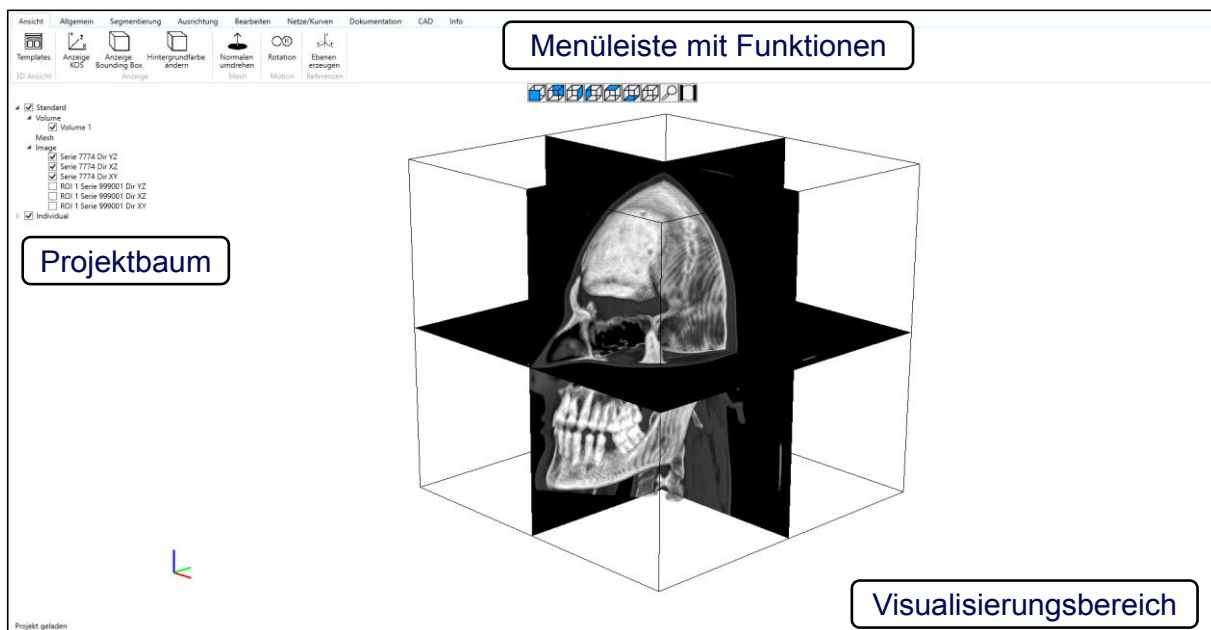 Ansicht Allgemein Segmentierung Ausrichtung Bearbeiten Netze/Kurven Dokumentation CAD Info
Templates Anzeige KOS Anzeige Bounding Box Hintergrundfarbe ändern Normalen umdrehen Rotation Ebenen erzeugen
3D Ansicht Anzeige Mesh Motion Referenzen
Menüleiste mit Funktionen
Standard
Volume
Volume 1
Mesh
Image
Serie 7774 Dir YZ
Serie 7774 Dir XZ
Serie 7774 Dir XY
ROI 1 Serie 999001 Dir YZ
ROI 1 Serie 999001 Dir XZ
ROI 1 Serie 999001 Dir XY
Individual
Projektbaum
Visualisierungsbereich
Projekt geladen